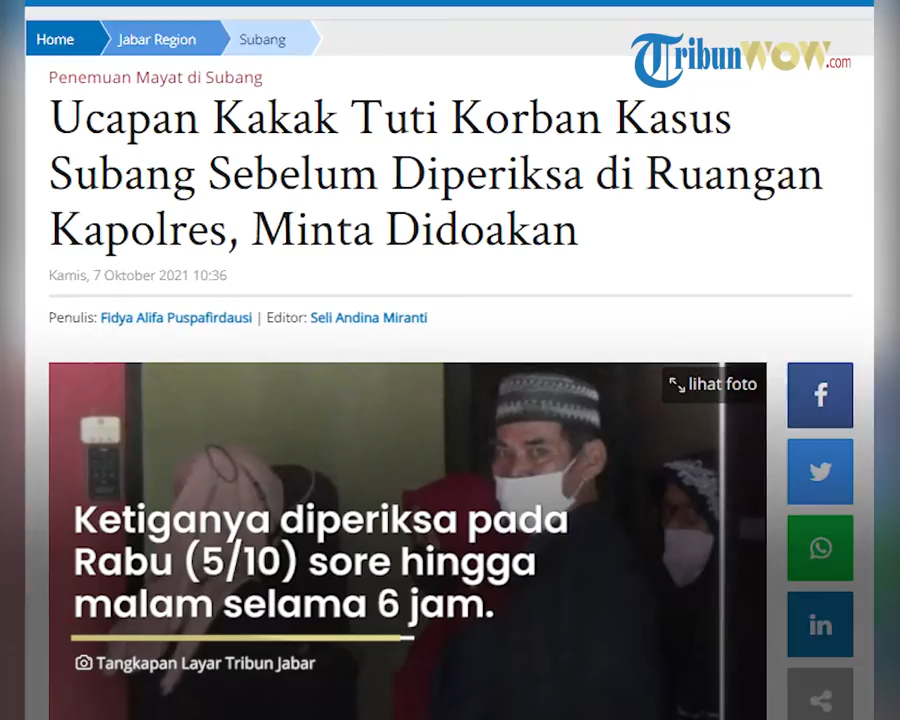 Home
Jabar Region
Subang
TribunWOW.com
Penemuan Mayat di Subang
Ucapan Kakak Tuti Korban Kasus
Subang Sebelum Diperiksa di Ruangan
Kapolres, Minta Didoakan
Kamis, 7 Oktober 2021 10:36
Penulis: Fidya Alifa Puspafirdausi | Editor: Seli Andina Miranti
lihat foto
Ketiganya diperiksa pada
Rabu (5/10) sore hingga
malam selama 6 jam.
Tangkapan Layar Tribun Jabar